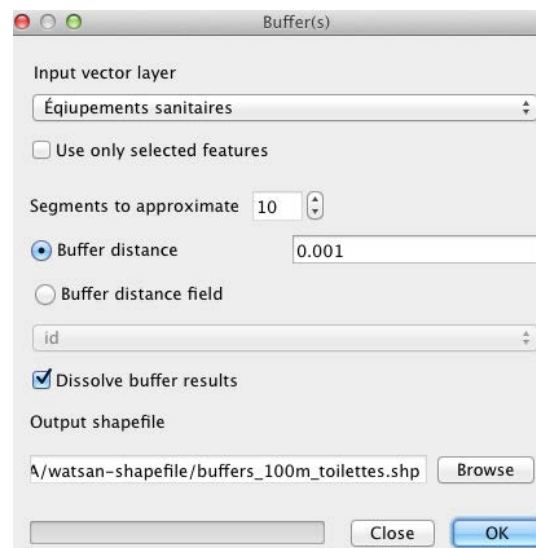 Buffer(s)
Input vector layer
Éqiupements sanitaires
Use only selected features
Segments to approximate 10
Buffer distance 0.001
Buffer distance field
id
Dissolve buffer results
Output shapefile
A/watsan-shapefile/buffers_100m_toilettes.shp Browse
Close OK